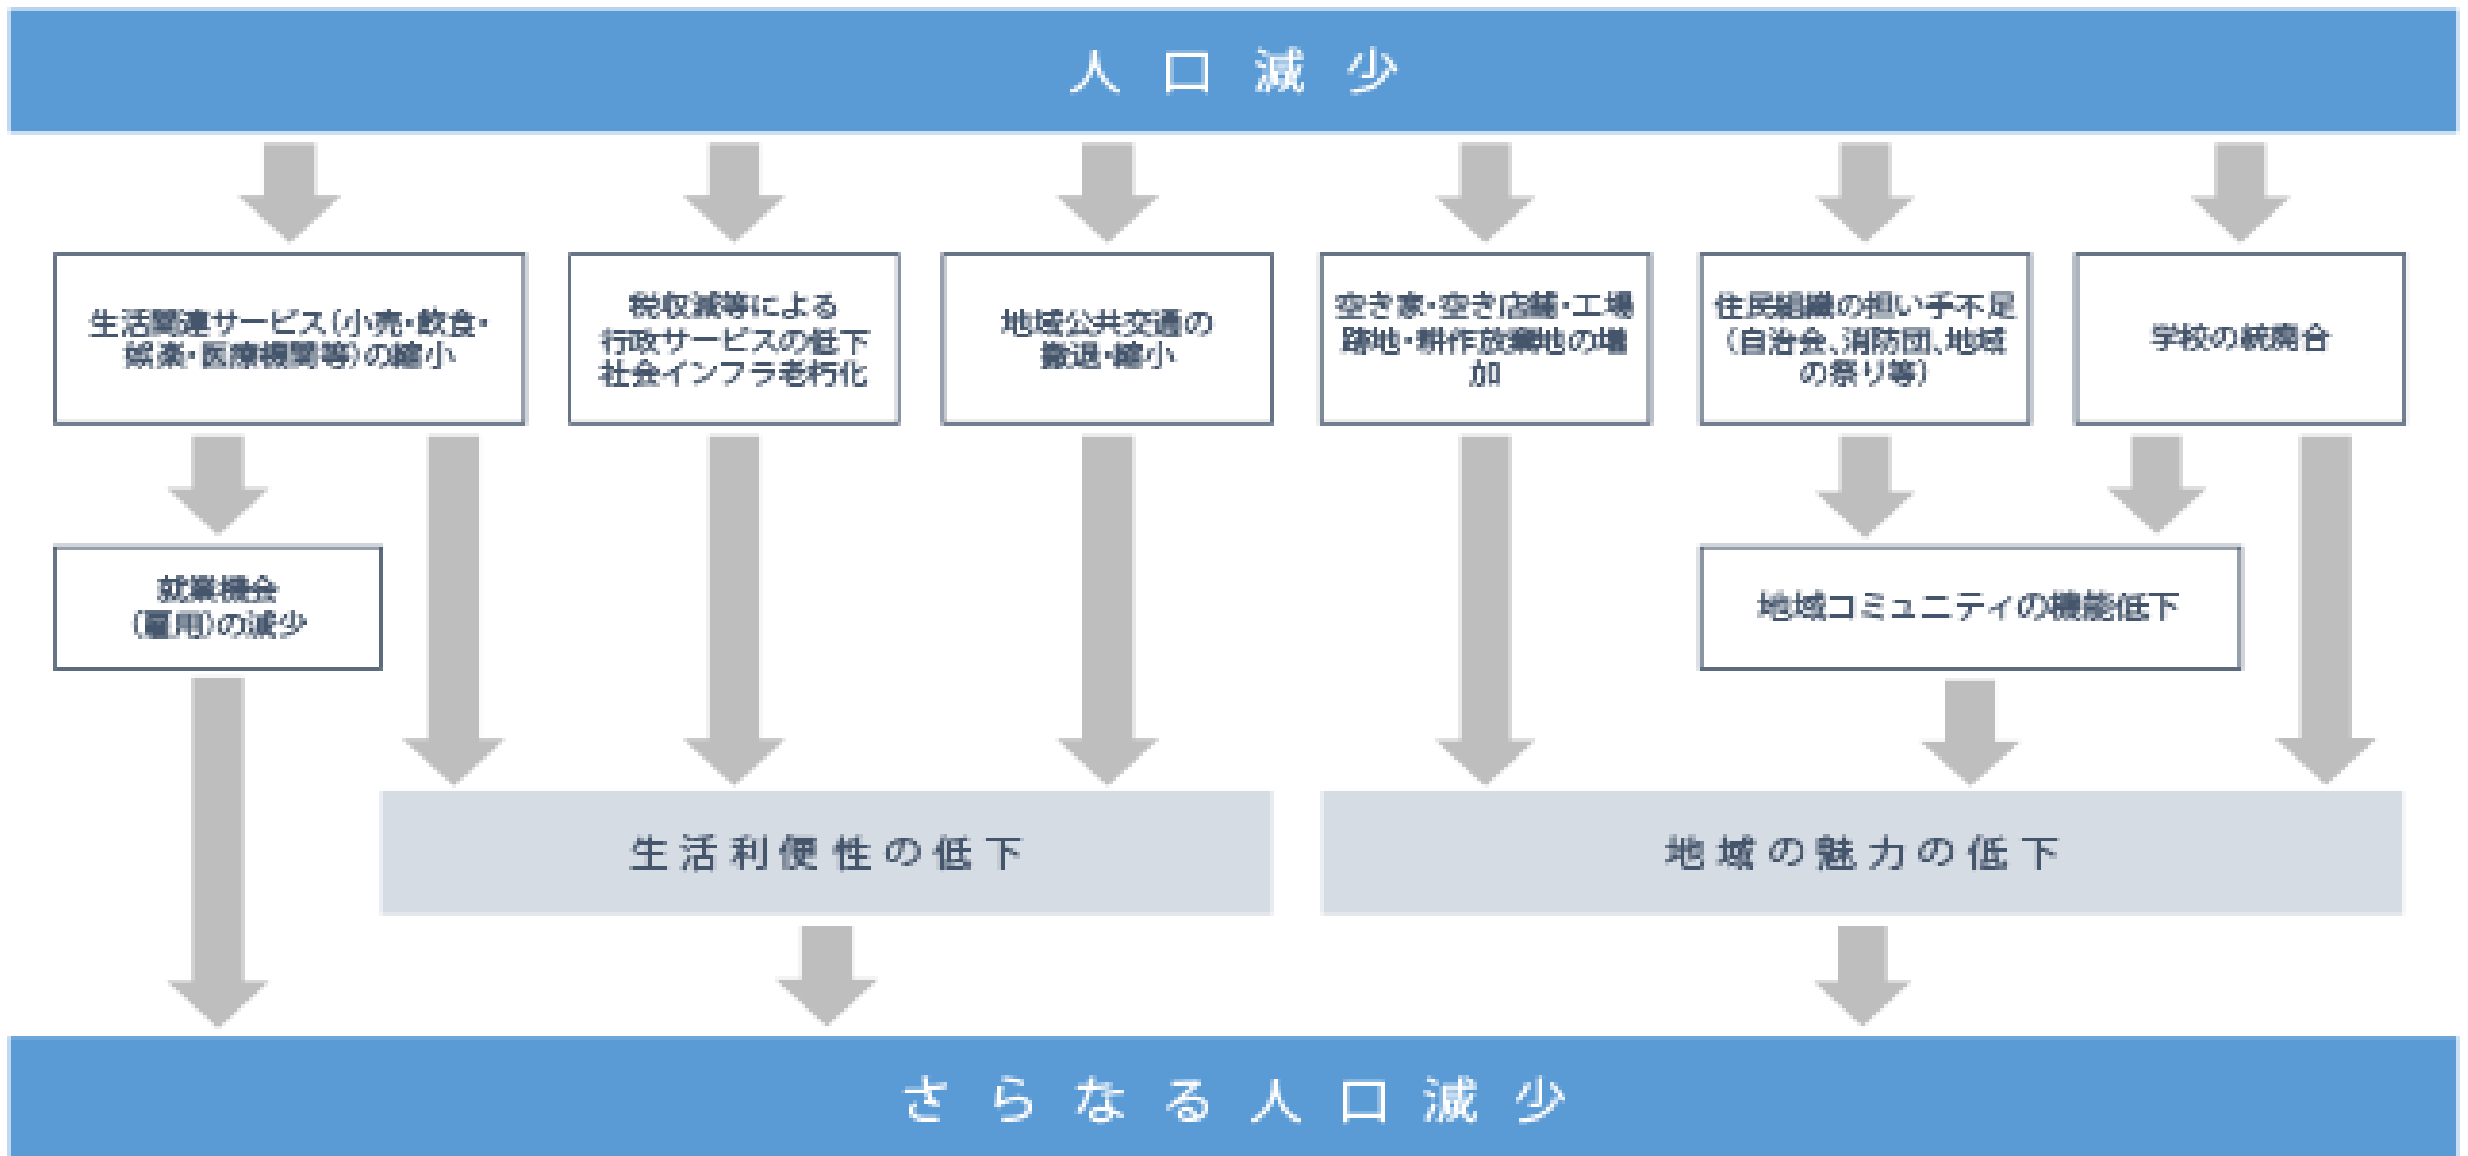 人口減少
生活関連サービス(小売・飲食・
娯楽・医療機関等)の縮小
税収減等による
行政サービスの低下
社会インフラ老朽化
地域公共交通の
撤退・縮小
空き家・空き店舗・工場
跡地・耕作放棄地の増
加
住民組織の担い手不足
(自治会、消防団、地域
の祭り等)
学校の統廃合
就業機会
(雇用)の減少
地域コミュニティの機能低下
生活利便性の低下
地域の魅力の低下
さらなる人口減少